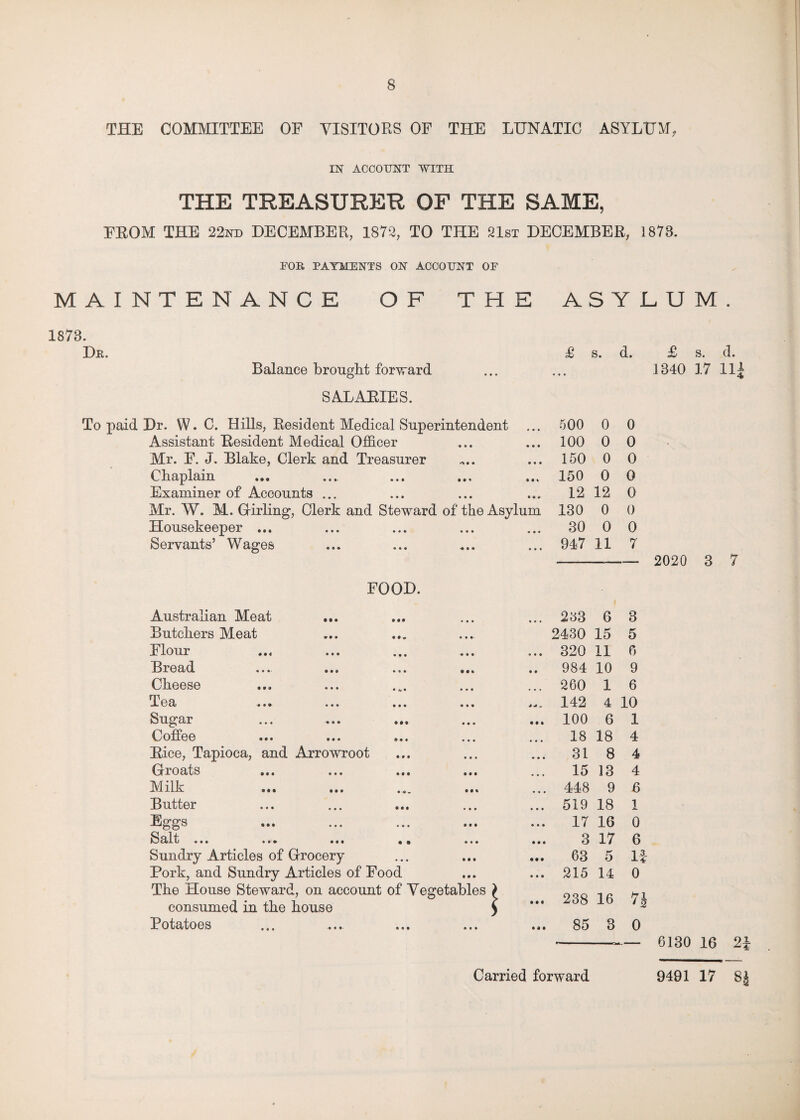 8
THE COMMITTEE OF VISITORS OF THE LUNATIC ASYLUM,
IN ACCOUNT WITH
THE TREASURER OF THE SAME,
FROM THE 22ND DECEMBER, 1872, TO THE 21ST DECEMBER, 1873.
FOR PAYMENTS ON ACCOUNT OF
MAINTENANCE OF THE ASYLUM.
1873.
DR. £ s. d. £ s. d.
Balance brought forward ... ... 1340 17 11¼
SALARIES.
To paid Dr. W. C. Hills, Resident Medical Superintendent ... 500 0 0
Assistant Resident Medical Officer ... ... 100 0 0
Mr. F. J. Blake, Clerk and Treasurer ... ... 150 0 0
Chaplain ... ... ... ... ... 150 0 0
Examiner of Accounts ... ... ... ... 12 12 0
Mr. W. M. Girling, Clerk and Steward of the Asylum 130 0 0
Housekeeper ... ... ... ... ... 30 0 0
Servants' Wages ... ... ... ... 947 11 7
2020 3 7
FOOD.
Australian Meat ... ... ... ... 233 6 3
Butchers Meat ... ... ... 2430 15 5
Flour ... ... ... ... ... 320 11 6
Bread ... ... ... ... .. 984 10 9
Cheese ... ... ... ... ... 260 1 6
Tea ... ... ... ... ... 142 4 10
Sugar ... ... ... ... ... 100 6 1
Coffee ... ... ... ... ... 18 18 4
Rice, Tapioca, and Arrowroot ... ... ... 31 8 4
Groats ... ... ... ... ... 15 13 4
Milk ... ... ... ... ... 448 9 6
Butter ... ... ... ... ... 519 18 1
Eggs ... ... ... ... ... 17 16 0
Salt ... ... ... .. ... ... 3 17 6
Sundry Articles of Grocery ... ... ... 63 5 1¾
Pork, and Sundry Articles of Food ... ... 215 14 0
The House Steward, on account of Vegetables }
consumed in the house } ... 238 16 7½
Potatoes ... ... ... ... ... 85 3 0
6130 16 2¼
Carried forward 9491 17 8½